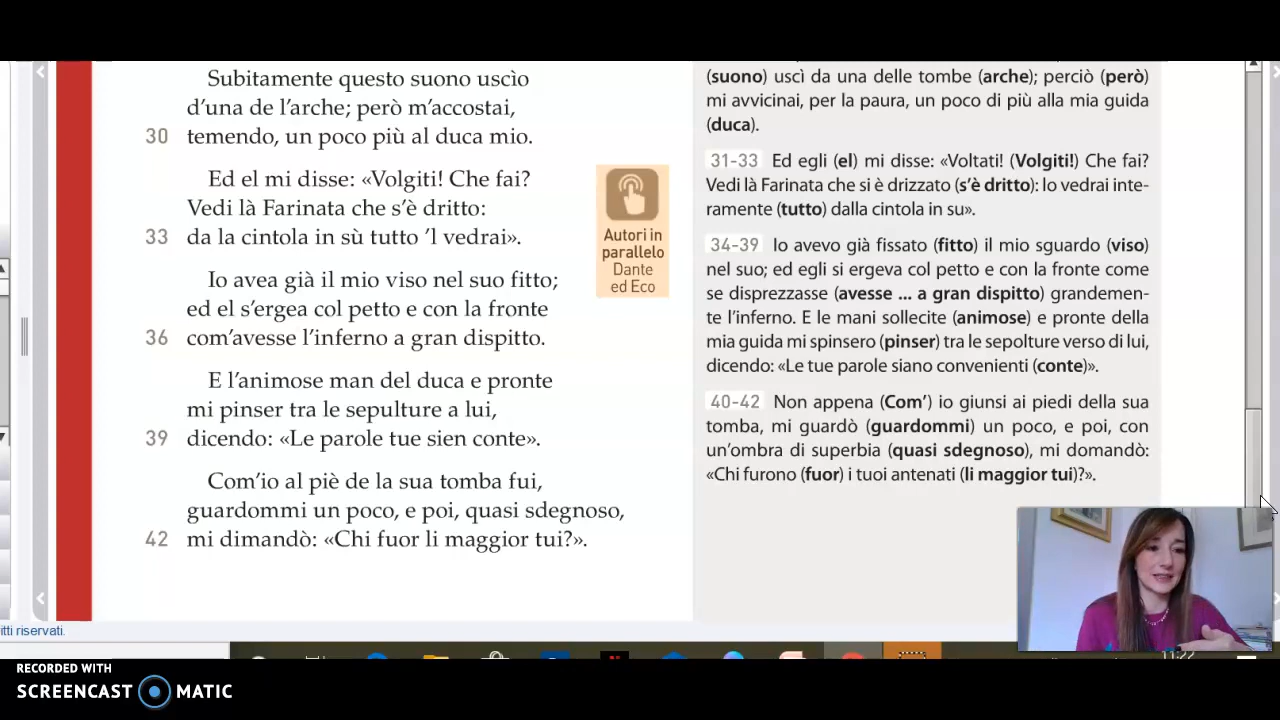 Subitamente questo suono uscìo
d'una de l'arche; però m'accostai,
30 temendo, un poco più al duca mio.
Ed el mi disse: «Volgiti! Che fai?
Vedi là Farinata che s'è dritto:
33 da la cintola in sù tutto 'l vedrai».
Io avea già il mio viso nel suo fitto;
ed el s'ergea col petto e con la fronte
36 com'avesse l'inferno a gran dispitto.
E l'animose man del duca e pronte
mi pinser tra le sepulture a lui,
39 dicendo: «Le parole tue sien conte».
Com'io al piè de la sua tomba fui,
guardommi un poco, e poi, quasi sdegnoso,
42 mi dimandò: «Chi fuor li maggior tui?».
Autori in
parallelo
Dante
ed Eco
(suono) uscì da una delle tombe (arche); perciò (però)
mi avvicinai, per la paura, un poco di più alla mia guida
(duca).
31-33 Ed egli (el) mi disse: «Voltati! (Volgiti!) Che fai?
Vedi là Farinata che si è drizzato (s'è dritto): lo vedrai inte-
ramente (tutto) dalla cintola in su».
34-39 Io avevo già fissato (fitto) il mio sguardo (viso)
nel suo; ed egli si ergeva col petto e con la fronte come
se disprezzasse (avesse ... a gran dispitto) grandemen-
te l'inferno. E le mani sollecite (animose) e pronte della
mia guida mi spinsero (pinser) tra le sepolture verso di lui,
dicendo: «Le tue parole siano convenienti (conte)».
40-42 Non appena (Com') io giunsi ai piedi della sua
tomba, mi guardò (guardommi) un poco, e poi, con
un'ombra di superbia (quasi sdegnoso), mi domandò:
«Chi furono (fuor) i tuoi antenati (li maggior tui)?».
itti riservati.
RECORDED WITH
SCREENCAST MATIC